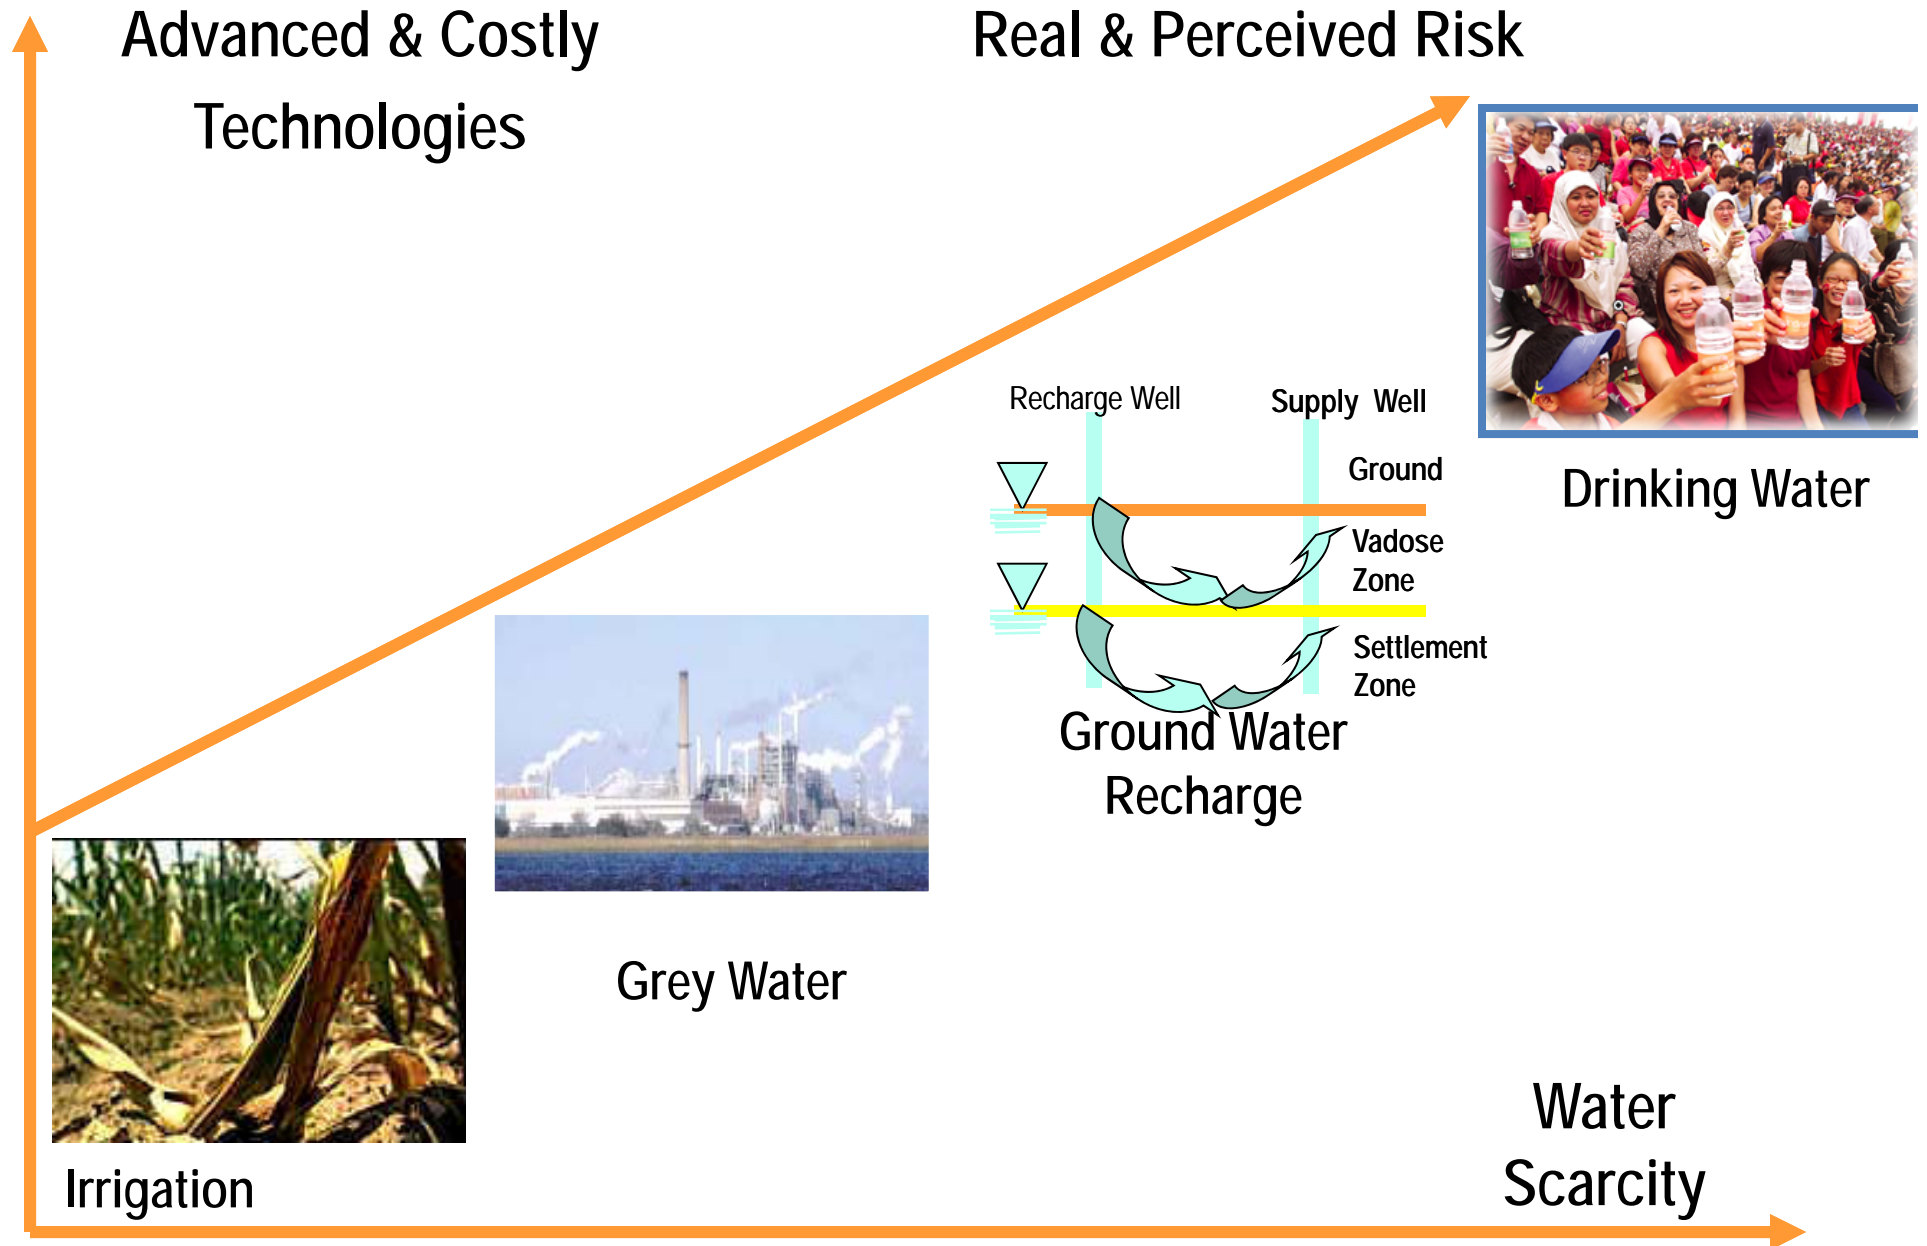 Advanced & Costly
Technologies
Real & Perceived Risk
Recharge Well
Supply Well
Ground
Vadose
Zone
Settlement
Zone
Ground Water
Recharge
Drinking Water
Grey Water
Irrigation
Water
Scarcity